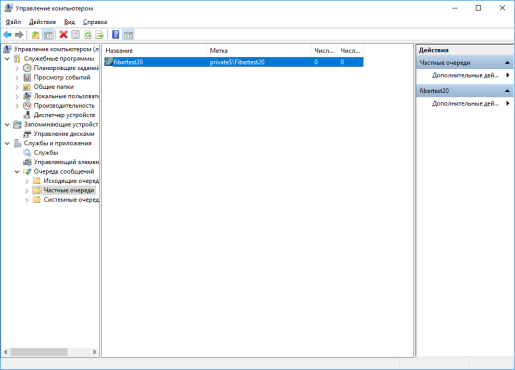 Управление компьютером
Файл Действие Вид Справка
Управление компьютером (л
Служебные программы
Планировщик задани
Просмотр событий
Общие папки
Локальные пользоват
Производительность
Диспетчер устройств
Запоминающие устройст
Управление дисками
Службы и приложения
Службы
Управляющий элемен
Очередь сообщений
Исходящие очеред
Частные очереди
Системные очеред
Название Метка Числ... Числ...
fibertest20 private$\Fibertest20 0 0
Действия
Частные очереди
Дополнительные дей...
fibertest20
Дополнительные дей...